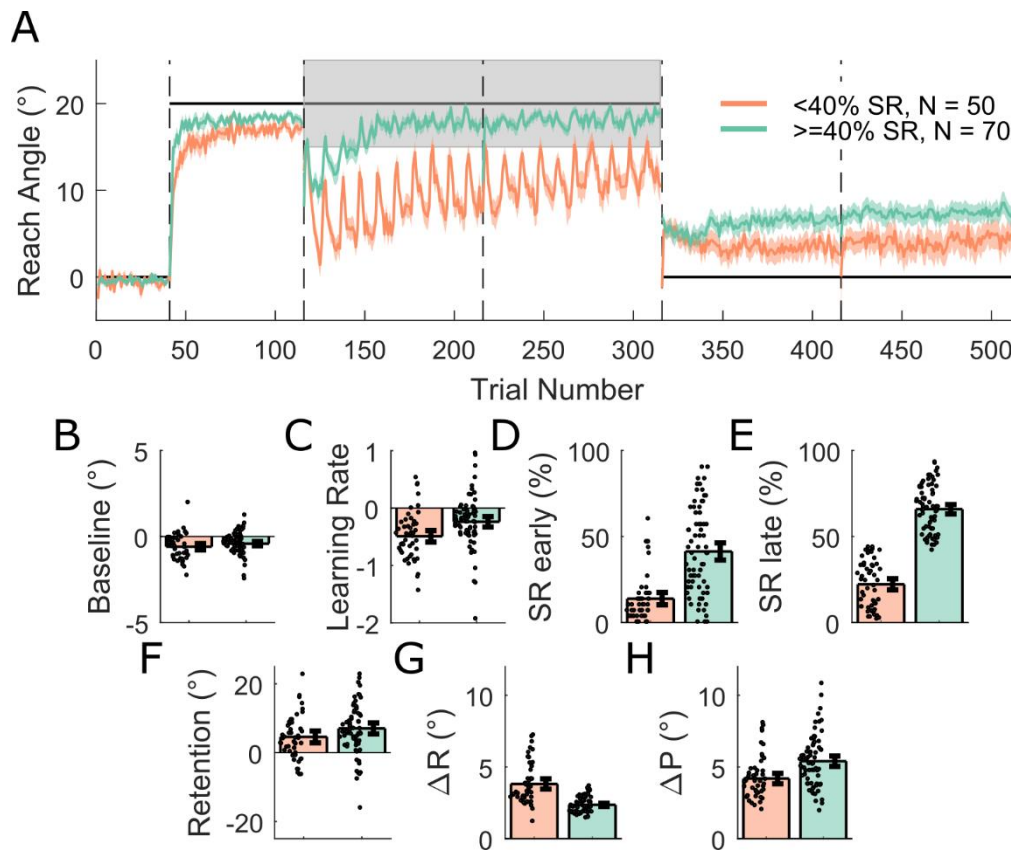 A
Reach Angle (°)
20
10
0
<40% SR, N = 50
>=40% SR, N = 70
0 50 100 150 200 250 300 350 400 450 500
Trial Number
B
Baseline (°)
5
0
-5
C
Learning Rate
1
0
-1
-2
D
SR early (%)
100
50
0
E
SR late (%)
100
50
0
F
Retention (°)
20
0
-20
G
ΔR (°)
10
5
0
H
ΔP (°)
10
5
0